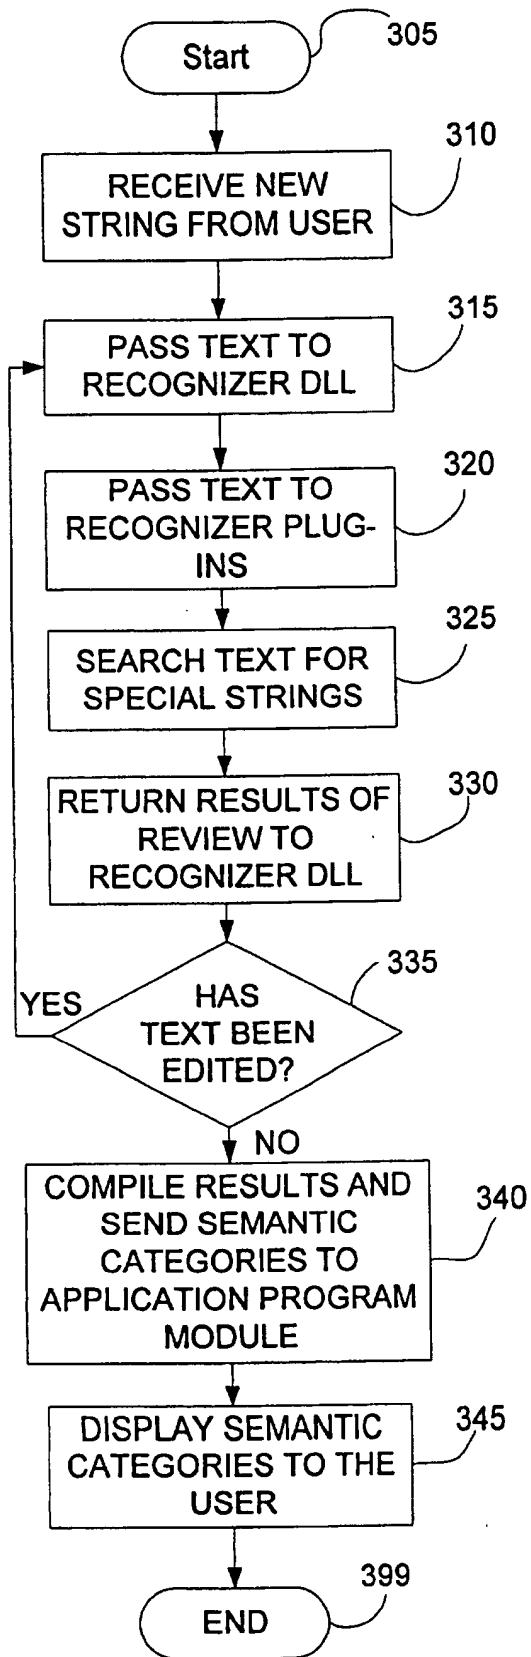 Start
305
310
RECEIVE NEW
STRING FROM USER
315
PASS TEXT TO
RECOGNIZER DLL
320
PASS TEXT TO
RECOGNIZER PLUG-
INS
325
SEARCH TEXT FOR
SPECIAL STRINGS
330
RETURN RESULTS OF
REVIEW TO
RECOGNIZER DLL
335
YES
HAS
TEXT BEEN
EDITED?
NO
340
COMPILE RESULTS AND
SEND SEMANTIC
CATEGORIES TO
APPLICATION PROGRAM
MODULE
345
DISPLAY SEMANTIC
CATEGORIES TO THE
USER
399
END